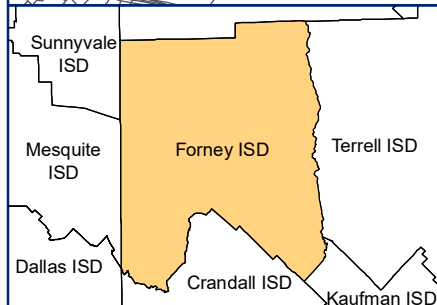 Sunnyvale
ISD
Mesquite
ISD
Forney ISD
Terrell ISD
Dallas ISD
Crandall ISD
Kaufman ISD